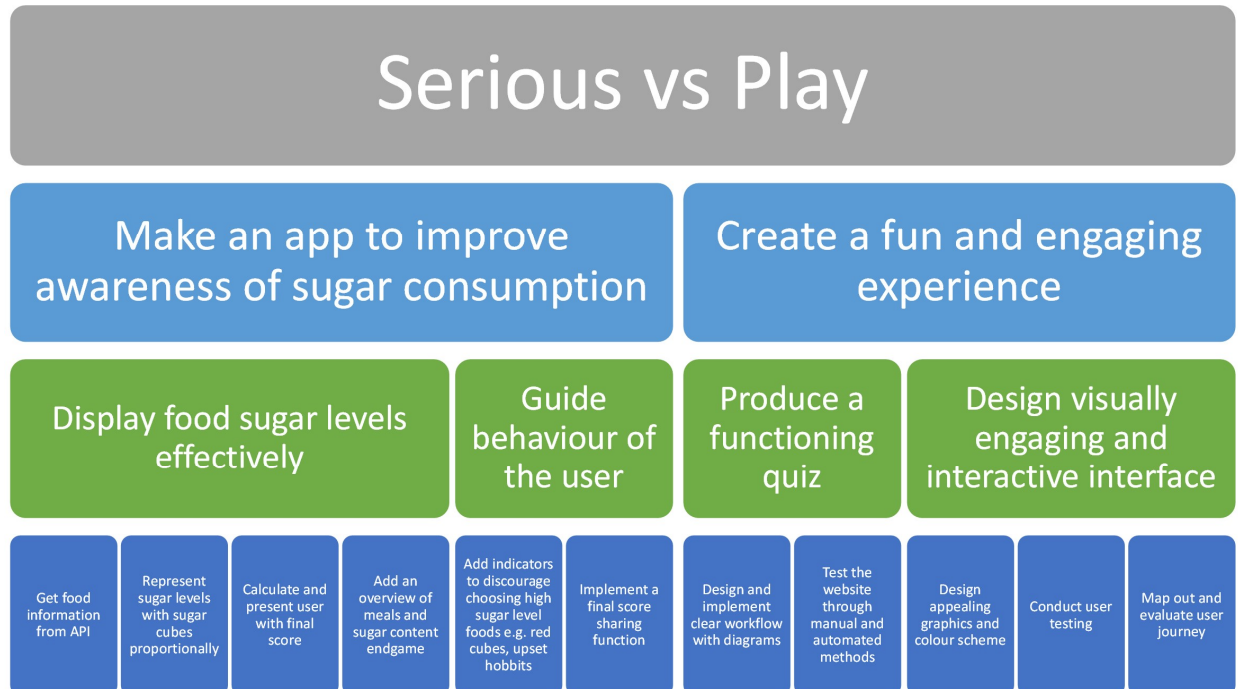 Serious vs Play
Make an app to improve
awareness of sugar consumption
Create a fun and engaging
experience
Display food sugar levels
effectively
Guide
behaviour of
the user
Produce a
functioning
quiz
Design visually
engaging and
interactive interface
Get food
information
from API
Represent
sugar levels
with sugar
cubes
proportionally
Calculate and
present user
with final
score
Add an
overview of
meals and
sugar content
endgame
Add indicators
to discourage
choosing high
sugar level
foods e.g. red
cubes, upset
hobbits
Implement a
final score
sharing
function
Design and
implement
clear workflow
with diagrams
Test the
website
through
manual and
automated
methods
Design
appealing
graphics and
colour scheme
Conduct user
testing
Map out and
evaluate user
journey